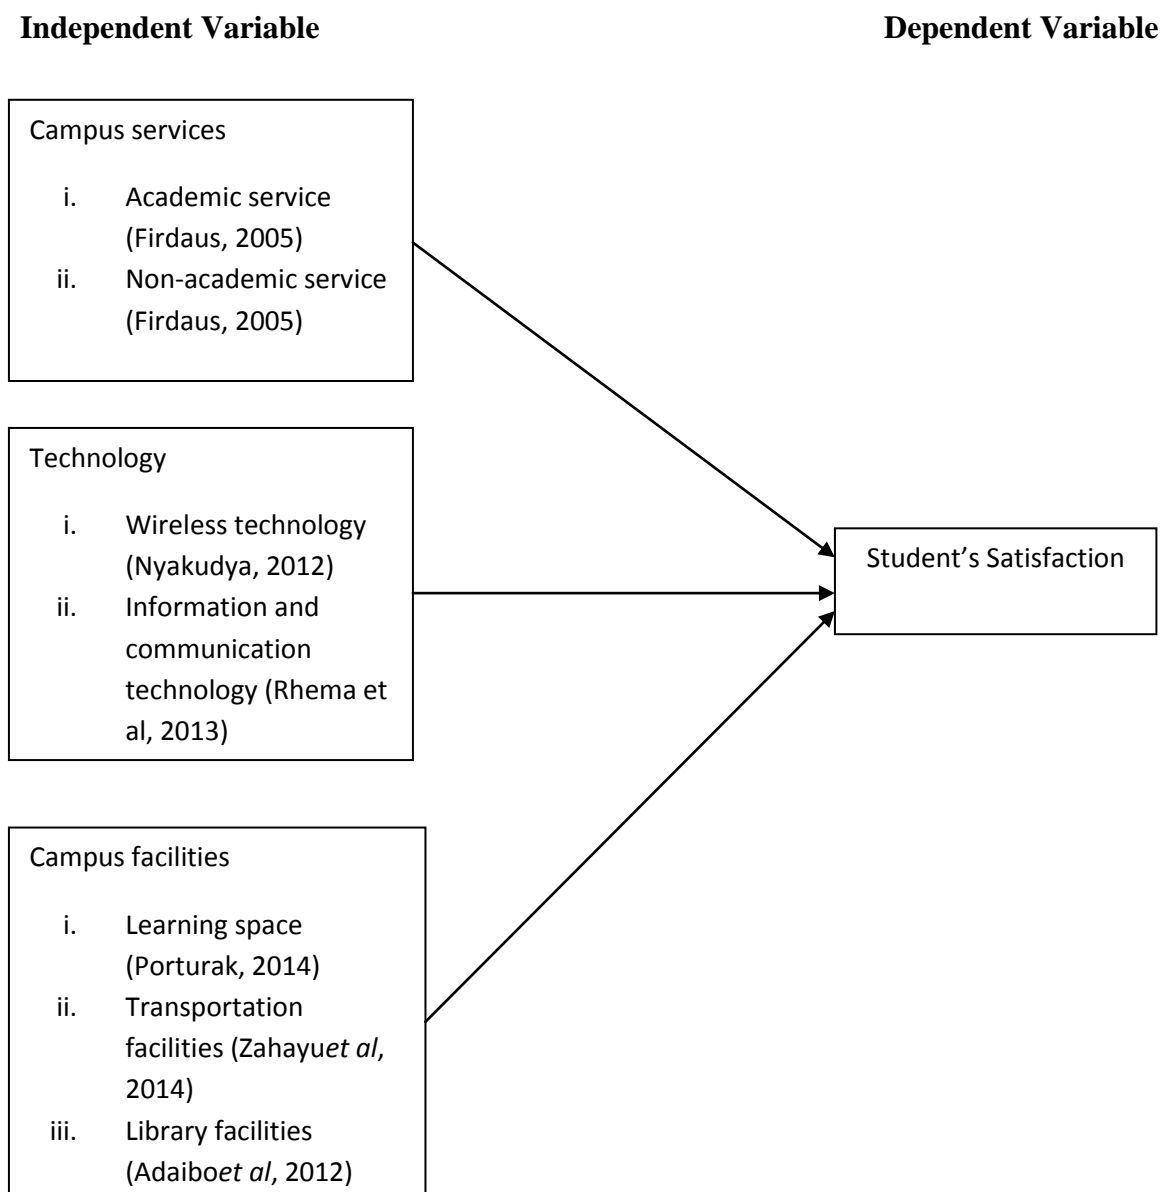 Independent Variable
Dependent Variable
Campus services
i. Academic service
(Firdaus, 2005)
ii. Non-academic service
(Firdaus, 2005)
Technology
i. Wireless technology
(Nyakudya, 2012)
ii. Information and
communication
technology (Rhema et
al, 2013)
Student’s Satisfaction
Campus facilities
i. Learning space
(Porturak, 2014)
ii. Transportation
facilities (Zahayuet al,
2014)
iii. Library facilities
(Adaiboet al, 2012)